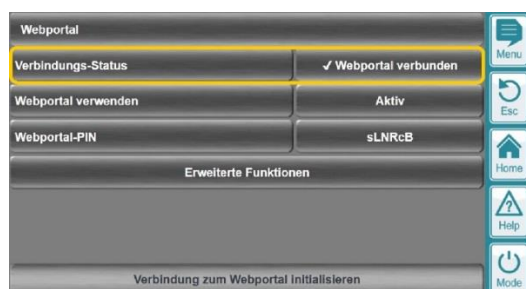 Webportal
Menu
Verbindungs-Status ✓ Webportal verbunden
Webportal verwenden Aktiv
Esc
Webportal-PIN sLNRcB
Erweiterte Funktionen
Home
?
Help
Verbindung zum Webportal initialisieren
Mode